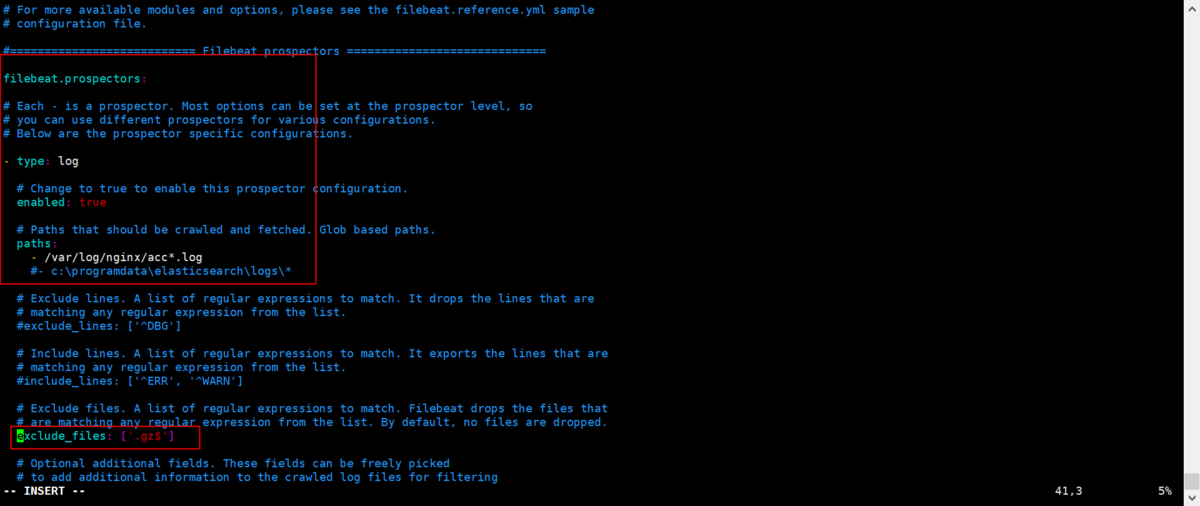 # For more available modules and options, please see the filebeat.reference.yml sample
# configuration file.
#=========================== Filebeat prospectors =============================
filebeat.prospectors:
# Each - is a prospector. Most options can be set at the prospector level, so
# you can use different prospectors for various configurations.
# Below are the prospector specific configurations.
- type: log
# Change to true to enable this prospector configuration.
enabled: true
# Paths that should be crawled and fetched. Glob based paths.
paths:
- /var/log/nginx/acc*.log
#- c:\programdata\elasticsearch\logs\*
# Exclude lines. A list of regular expressions to match. It drops the lines that are
# matching any regular expression from the list.
#exclude_lines: ['^DBG']
# Include lines. A list of regular expressions to match. It exports the lines that are
# matching any regular expression from the list.
#include_lines: ['^ERR', '^WARN']
# Exclude files. A list of regular expressions to match. Filebeat drops the files that
# are matching any regular expression from the list. By default, no files are dropped.
exclude_files: ['.gz$']
# Optional additional fields. These fields can be freely picked
# to add additional information to the crawled log files for filtering
-- INSERT -- 41,3 5%